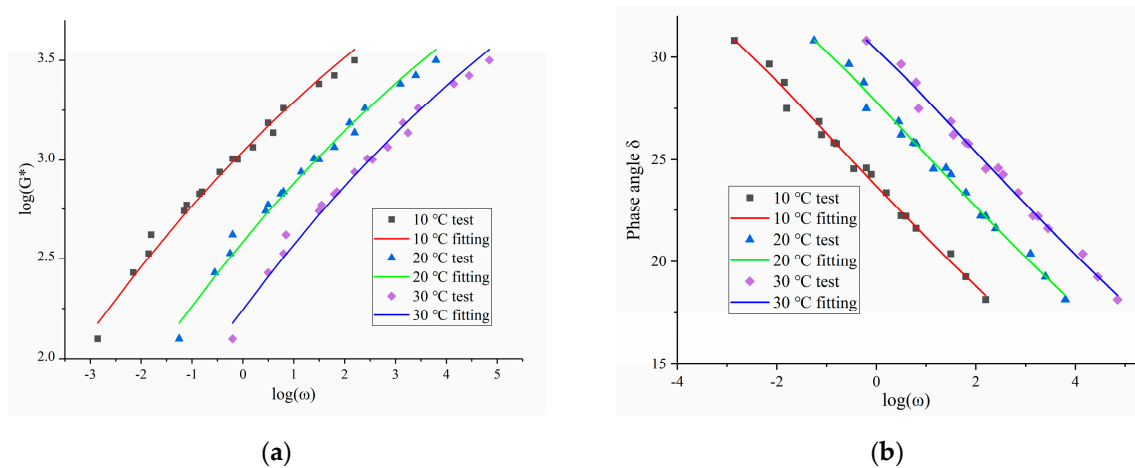 3.5
3.0
2.5
2.0
log(G*)
-3 -2 -1 0 1 2 3 4 5
log(ω)
10 ℃ test
10 ℃ fitting
20 ℃ test
20 ℃ fitting
30 ℃ test
30 ℃ fitting
(a)
30
25
20
15
Phase angle δ
-4 -2 0 2 4
log(ω)
10 ℃ test
10 ℃ fitting
20 ℃ test
20 ℃ fitting
30 ℃ test
30 ℃ fitting
(b)